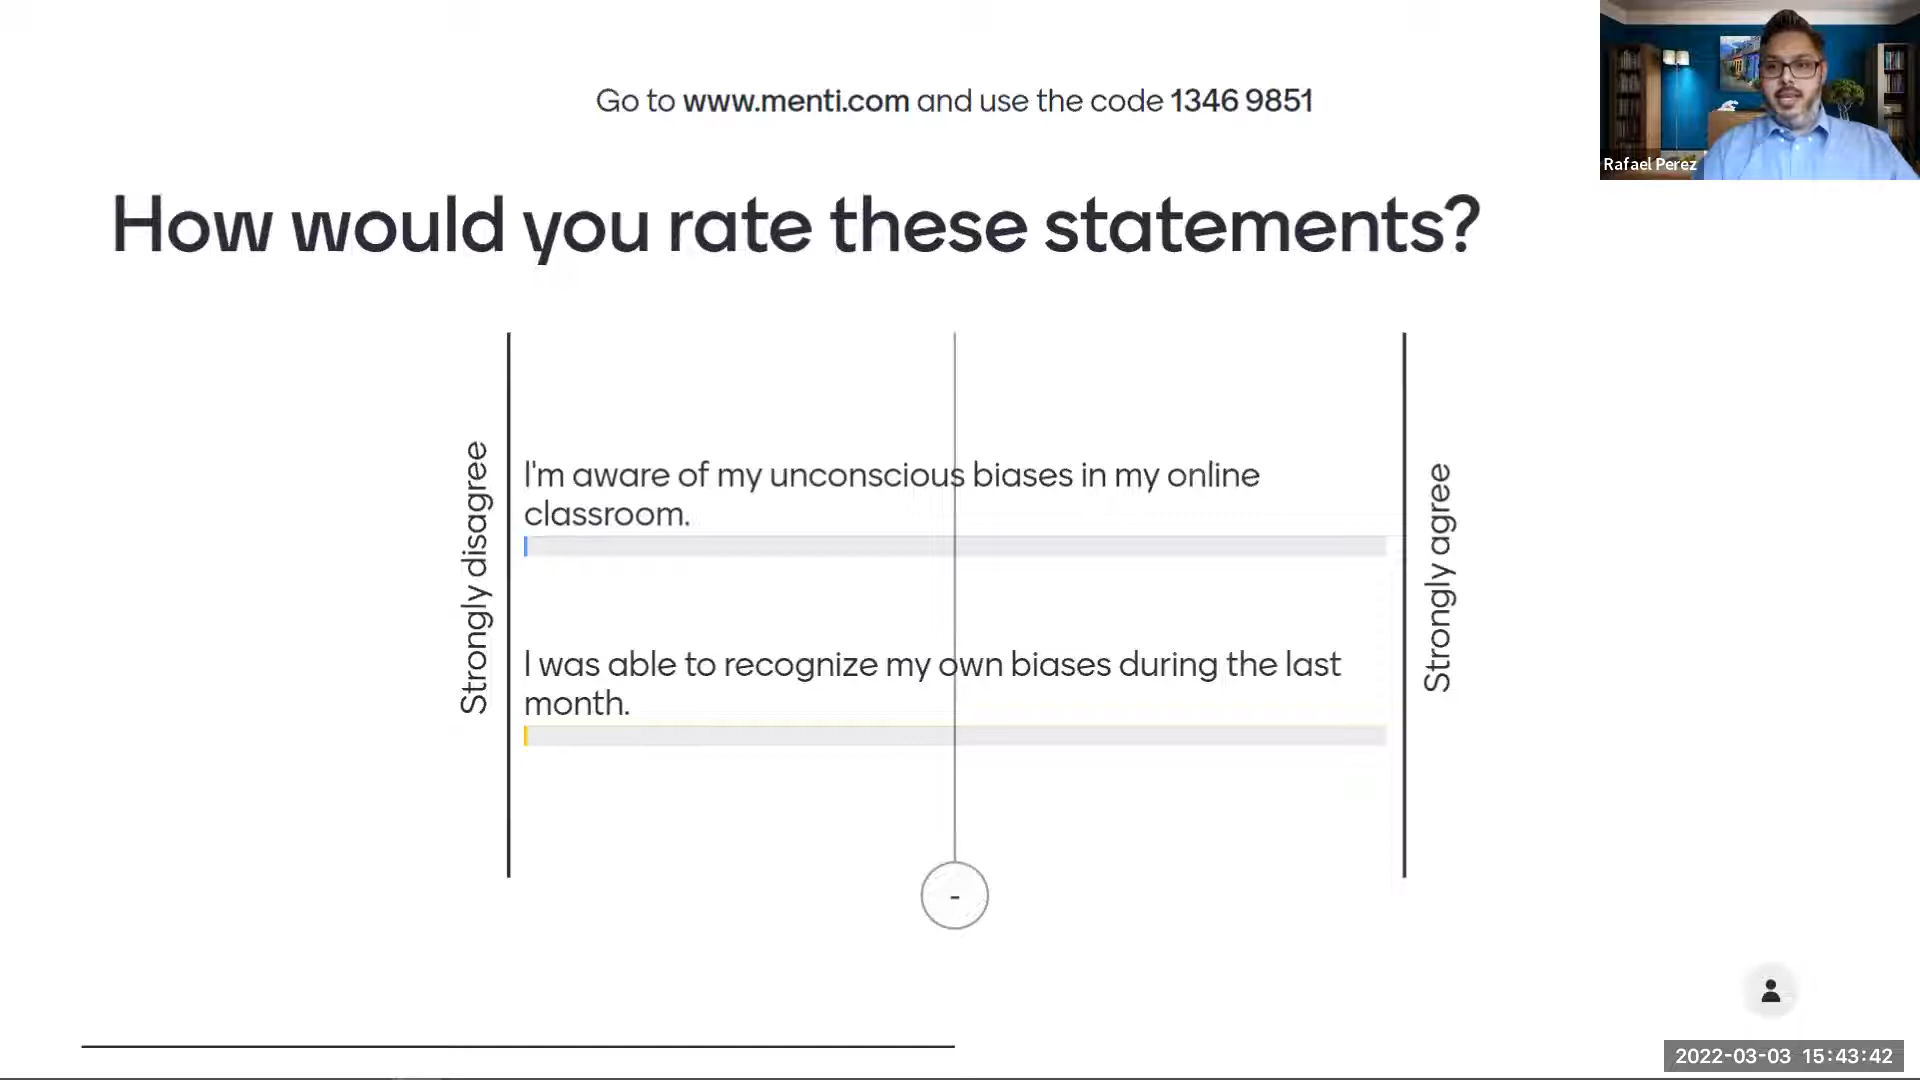 Go to www.menti.com and use the code 1346 9851
Rafael Perez
How would you rate these statements?
Strongly disagree
I'm aware of my unconscious biases in my online
classroom.
I was able to recognize my own biases during the last
month.
Strongly agree
-
2022-03-03 15:43:42